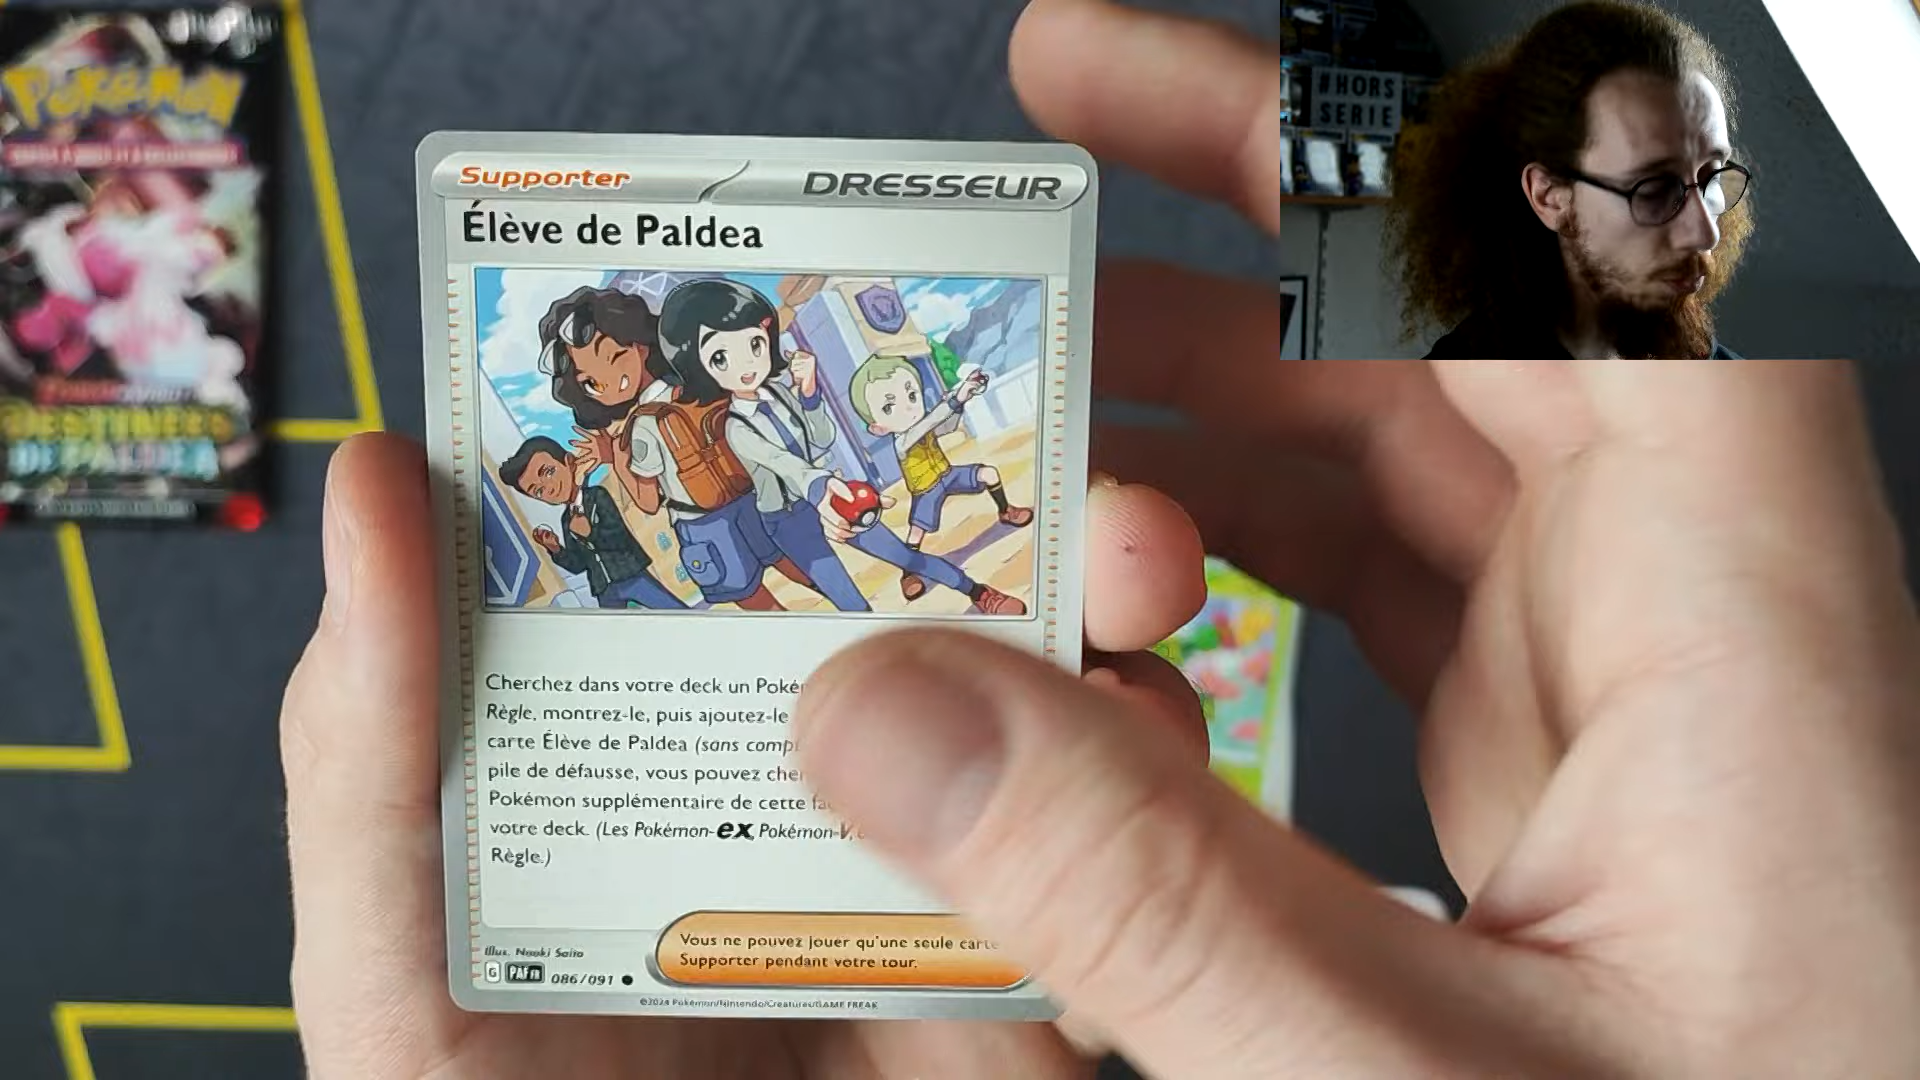 POKéMON
DESTINÉES
DE PALDEA
#HORS
SERIE
Supporter
DRESSEUR
Élève de Paldea
Cherchez dans votre deck un Poké
Règle, montrez-le, puis ajoutez-le
carte Élève de Paldea (sans comp
pile de défausse, vous pouvez che
Pokémon supplémentaire de cette fa
votre deck. (Les Pokémon-ex, Pokémon-V,
Règle.)
Vous ne pouvez jouer qu'une seule carte
Supporter pendant votre tour.
Illus. Naoki Saito
G PAF FR 086/091
©2024 Pokémon/Nintendo/Creatures/GAME FREAK